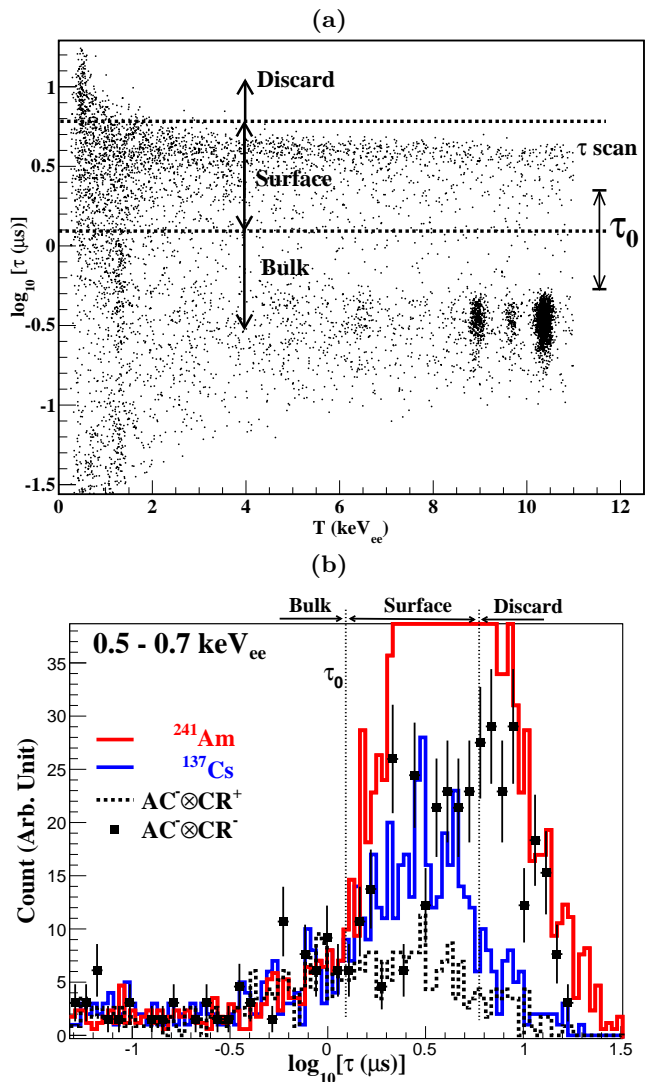 (a)
1
0.5
0
-0.5
-1
-1.5
log10 [τ (μs)]
Discard
Surface
Bulk
τ scan
τ0
0 2 4 6 8 10 12
T (keVee)
(b)
Bulk Surface Discard
0.5 - 0.7 keVee
τ0
241Am
137Cs
AC-⊗CR+
AC-⊗CR-
35
30
25
20
15
10
5
0
Count (Arb. Unit)
-1 -0.5 0 0.5 1 1.5
log10[τ (μs)]